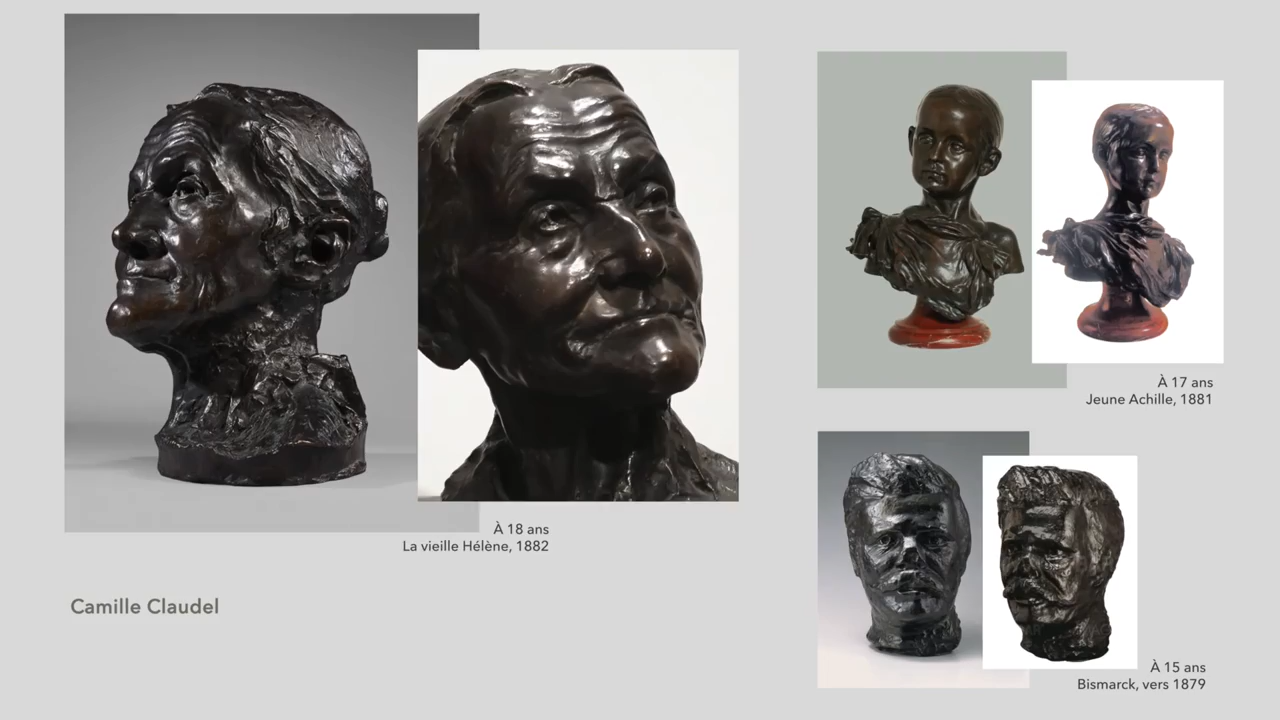 À 18 ans
La vieille Hélène, 1882
Camille Claudel
À 17 ans
Jeune Achille, 1881
À 15 ans
Bismarck, vers 1879